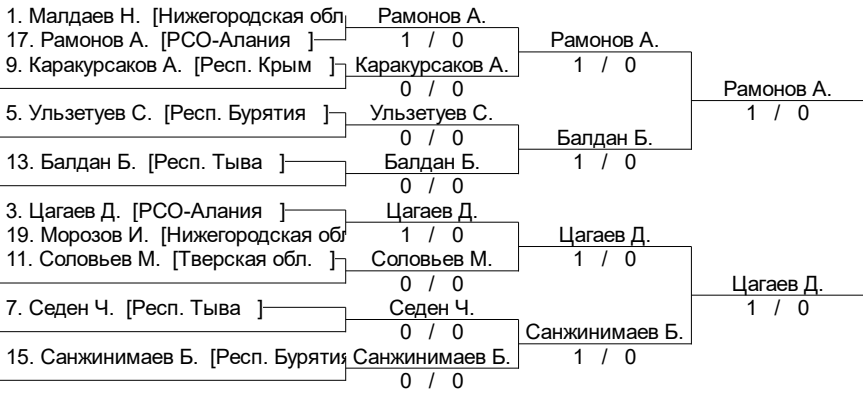 1. Малдаев Н. [Нижегородская обл
Рамонов А.
17. Рамонов А. [РСО-Алания ]
1 / 0
Рамонов А.
9. Каракурсаков А. [Респ. Крым ]
Каракурсаков А.
1 / 0
0 / 0
Рамонов А.
5. Ульзетуев С. [Респ. Бурятия ]
Ульзетуев С.
1 / 0
0 / 0
Балдан Б.
13. Балдан Б. [Респ. Тыва ]
Балдан Б.
1 / 0
0 / 0
3. Цагаев Д. [РСО-Алания ]
Цагаев Д.
19. Морозов И. [Нижегородская обл
1 / 0
Цагаев Д.
11. Соловьев М. [Тверская обл. ]
Соловьев М.
1 / 0
0 / 0
Цагаев Д.
7. Седен Ч. [Респ. Тыва ]
Седен Ч.
1 / 0
0 / 0
Санжинимаев Б.
15. Санжинимаев Б. [Респ. Бурятия
Санжинимаев Б.
1 / 0
0 / 0